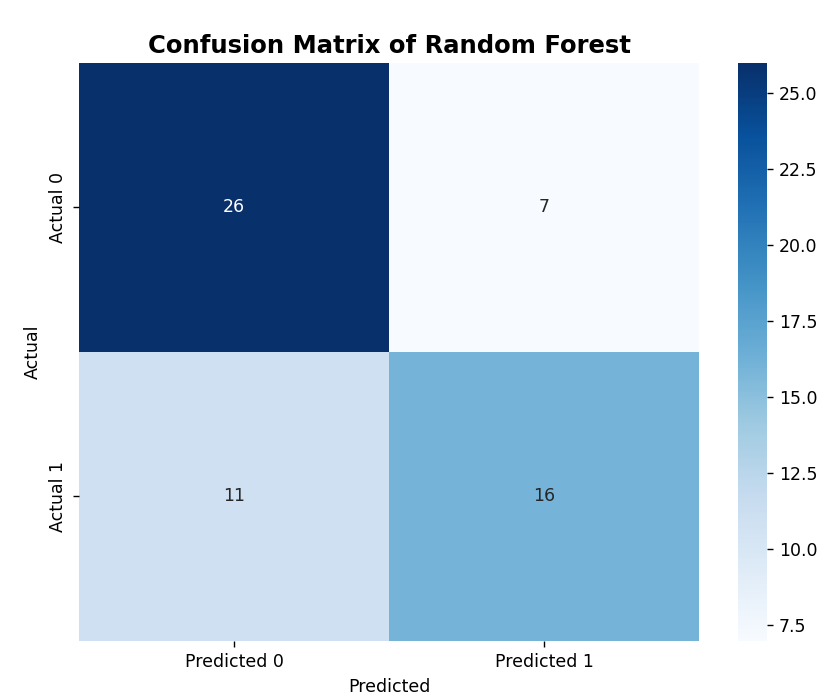 Confusion Matrix of Random Forest
Actual
Actual 0
Actual 1
26
7
11
16
Predicted 0
Predicted 1
Predicted
25.0
22.5
20.0
17.5
15.0
12.5
10.0
7.5